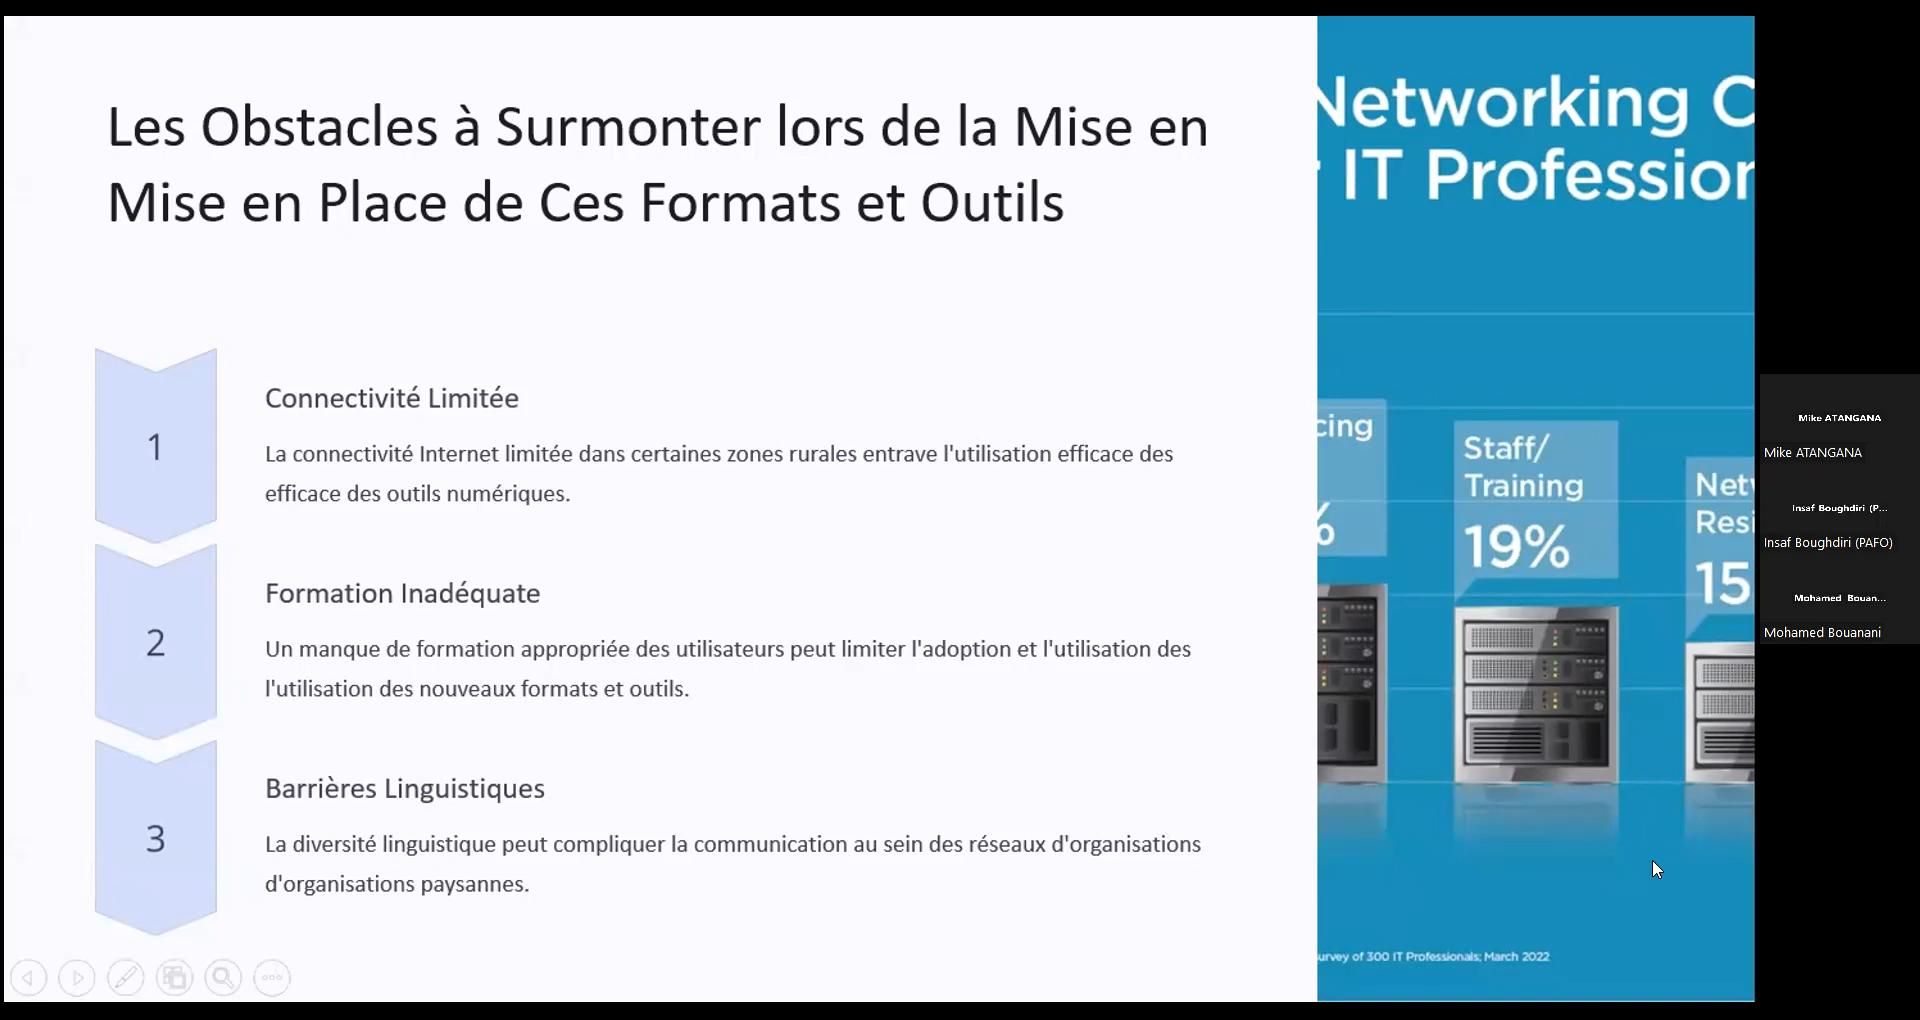 Les Obstacles à Surmonter lors de la Mise en
Mise en Place de Ces Formats et Outils
1
Connectivité Limitée
La connectivité Internet limitée dans certaines zones rurales entrave l'utilisation efficace des
efficace des outils numériques.
2
Formation Inadéquate
Un manque de formation appropriée des utilisateurs peut limiter l'adoption et l'utilisation des
l'utilisation des nouveaux formats et outils.
3
Barrières Linguistiques
La diversité linguistique peut compliquer la communication au sein des réseaux d'organisations
d'organisations paysannes.
Networking C
IT Profession
cing
%
Staff/
Training
19%
Net
Resi
15
urvey of 300 IT Professionals; March 2022
Mike ATANGANA
Mike ATANGANA
Insaf Boughdiri (P...
Insaf Boughdiri (PAFO)
Mohamed Bouan...
Mohamed Bouanani